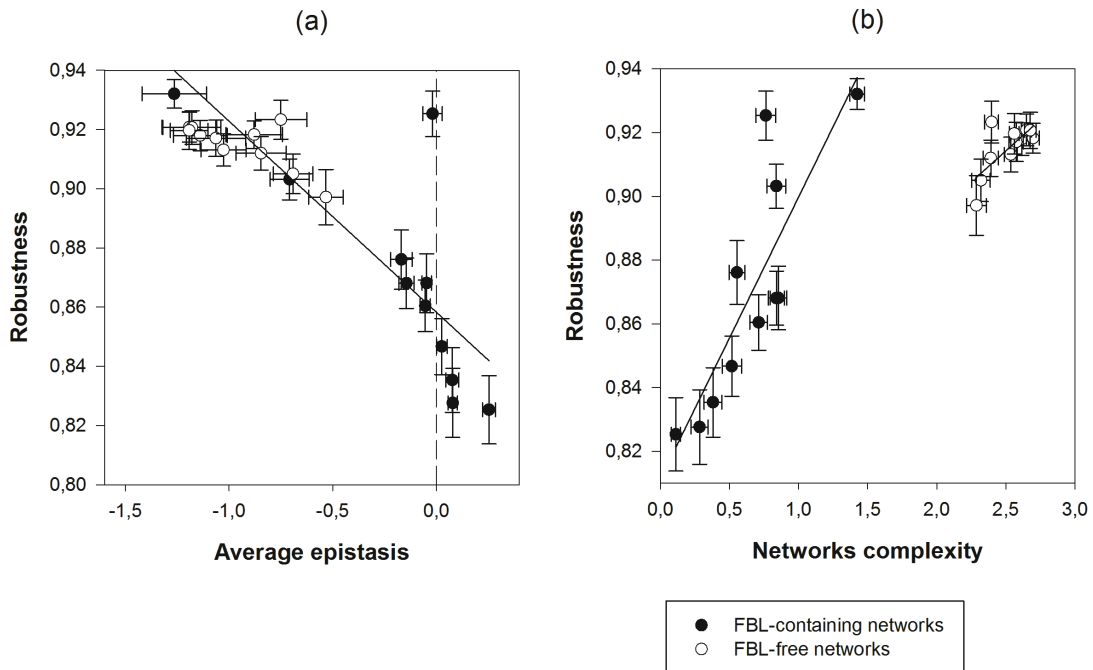 (a)
(b)
0,94
0,92
0,90
0,88
0,86
0,84
0,82
0,80
Robustness
-1,5 -1,0 -0,5 0,0
Average epistasis
0,94
0,92
0,90
0,88
0,86
0,84
0,82
Robustness
0,0 0,5 1,0 1,5 2,0 2,5 3,0
Networks complexity
FBL-containing networks
FBL-free networks